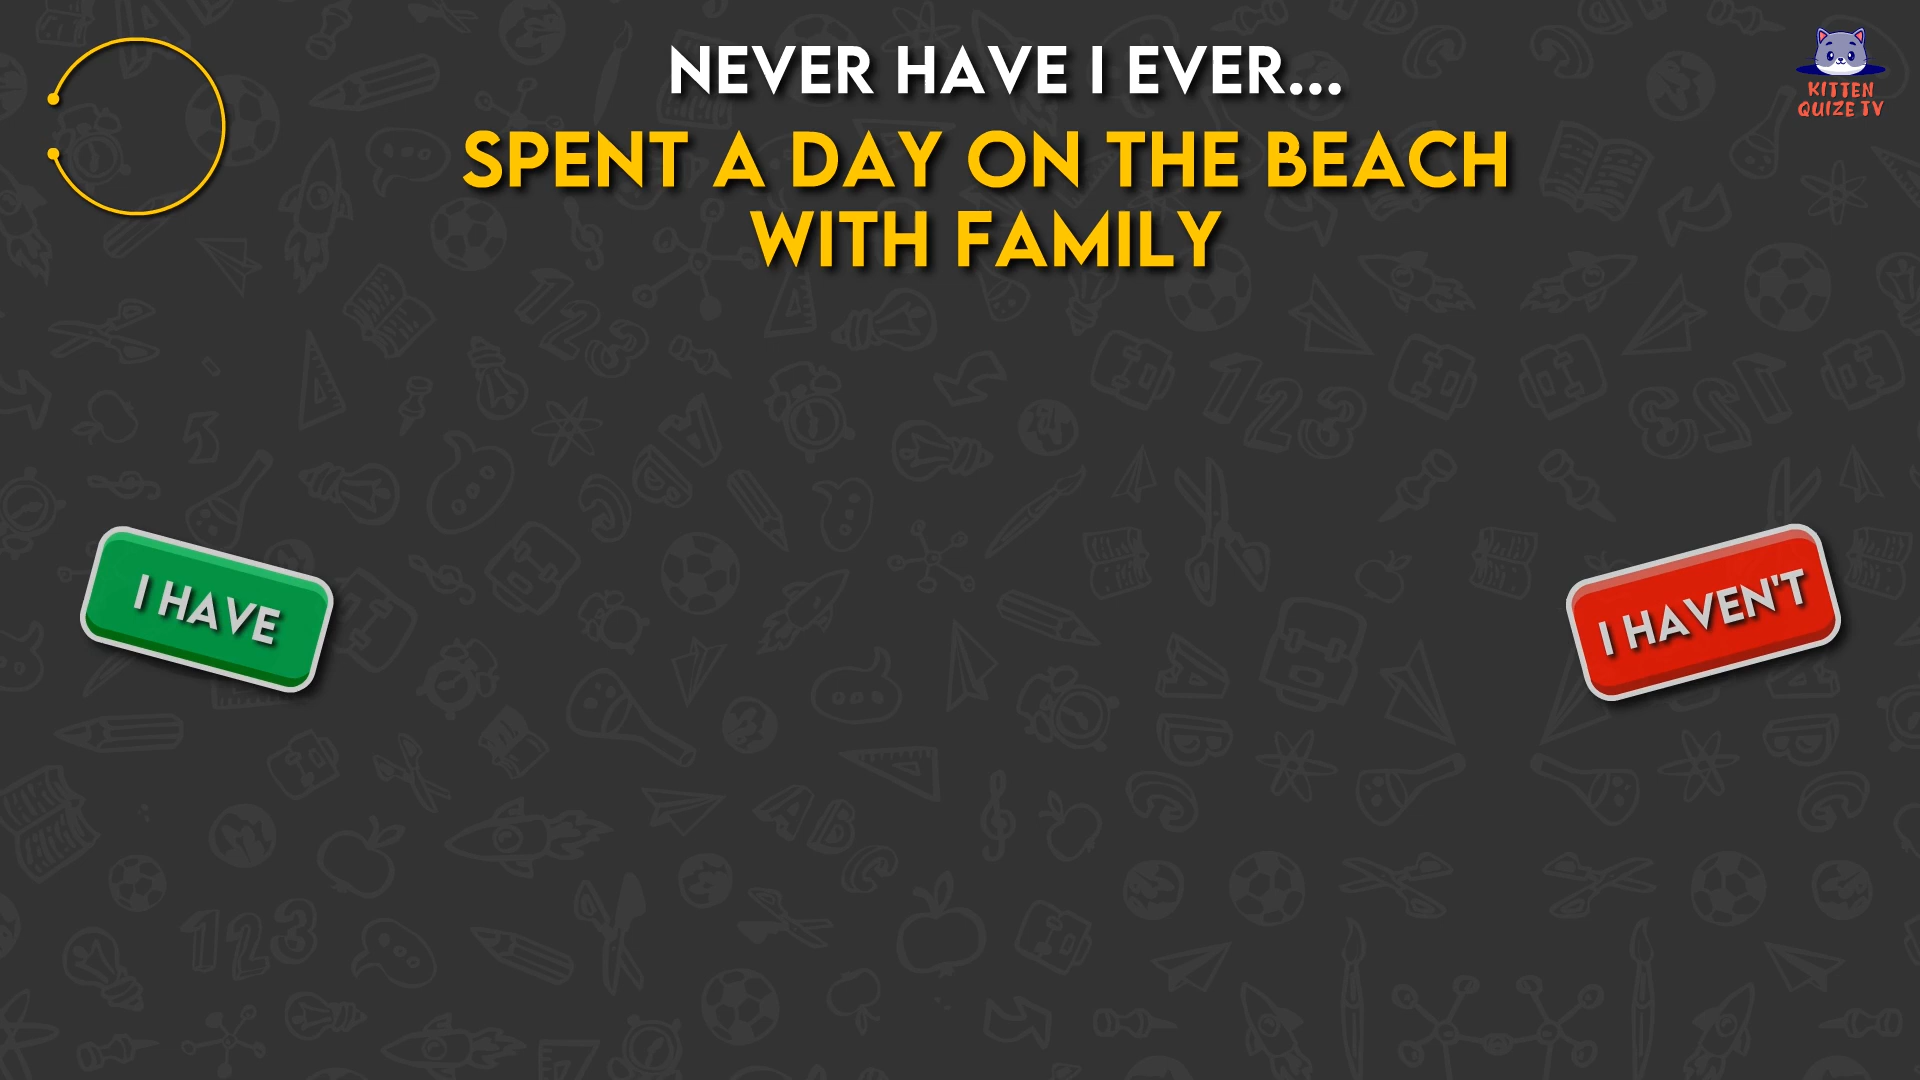 NEVER HAVE I EVER...
SPENT A DAY ON THE BEACH
WITH FAMILY
KITTEN
QUIZE TV
I HAVE
I HAVEN'T